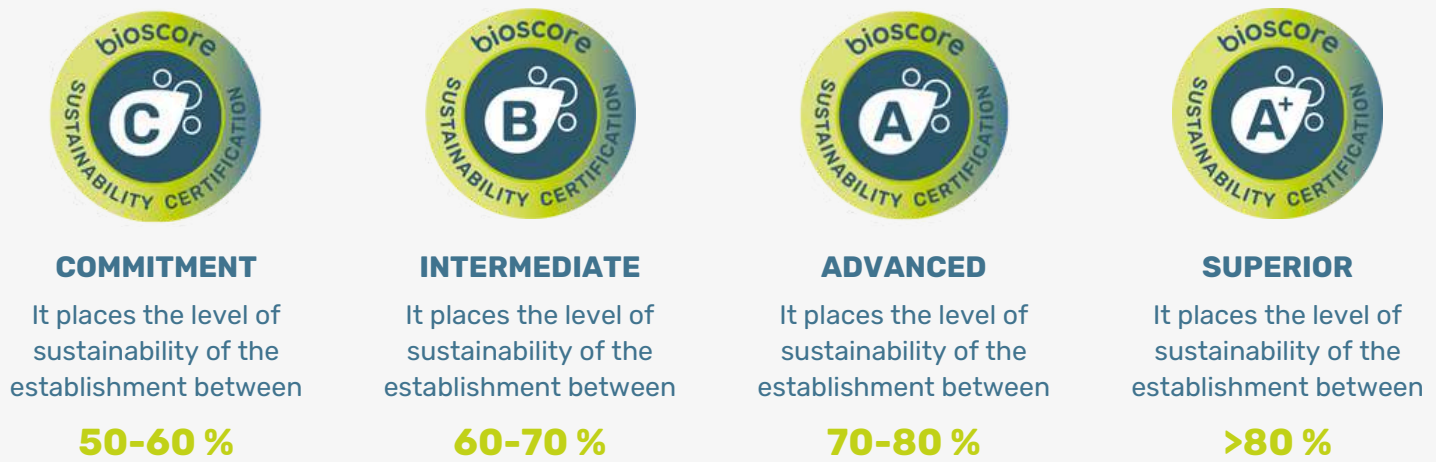 bioscore
C
SUSTAINABILITY CERTIFICATION
COMMITMENT
It places the level of
sustainability of the
establishment between
50-60 %
bioscore
B
SUSTAINABILITY CERTIFICATION
INTERMEDIATE
It places the level of
sustainability of the
establishment between
60-70 %
bioscore
A
SUSTAINABILITY CERTIFICATION
ADVANCED
It places the level of
sustainability of the
establishment between
70-80 %
bioscore
A+
SUSTAINABILITY CERTIFICATION
SUPERIOR
It places the level of
sustainability of the
establishment between
>80 %